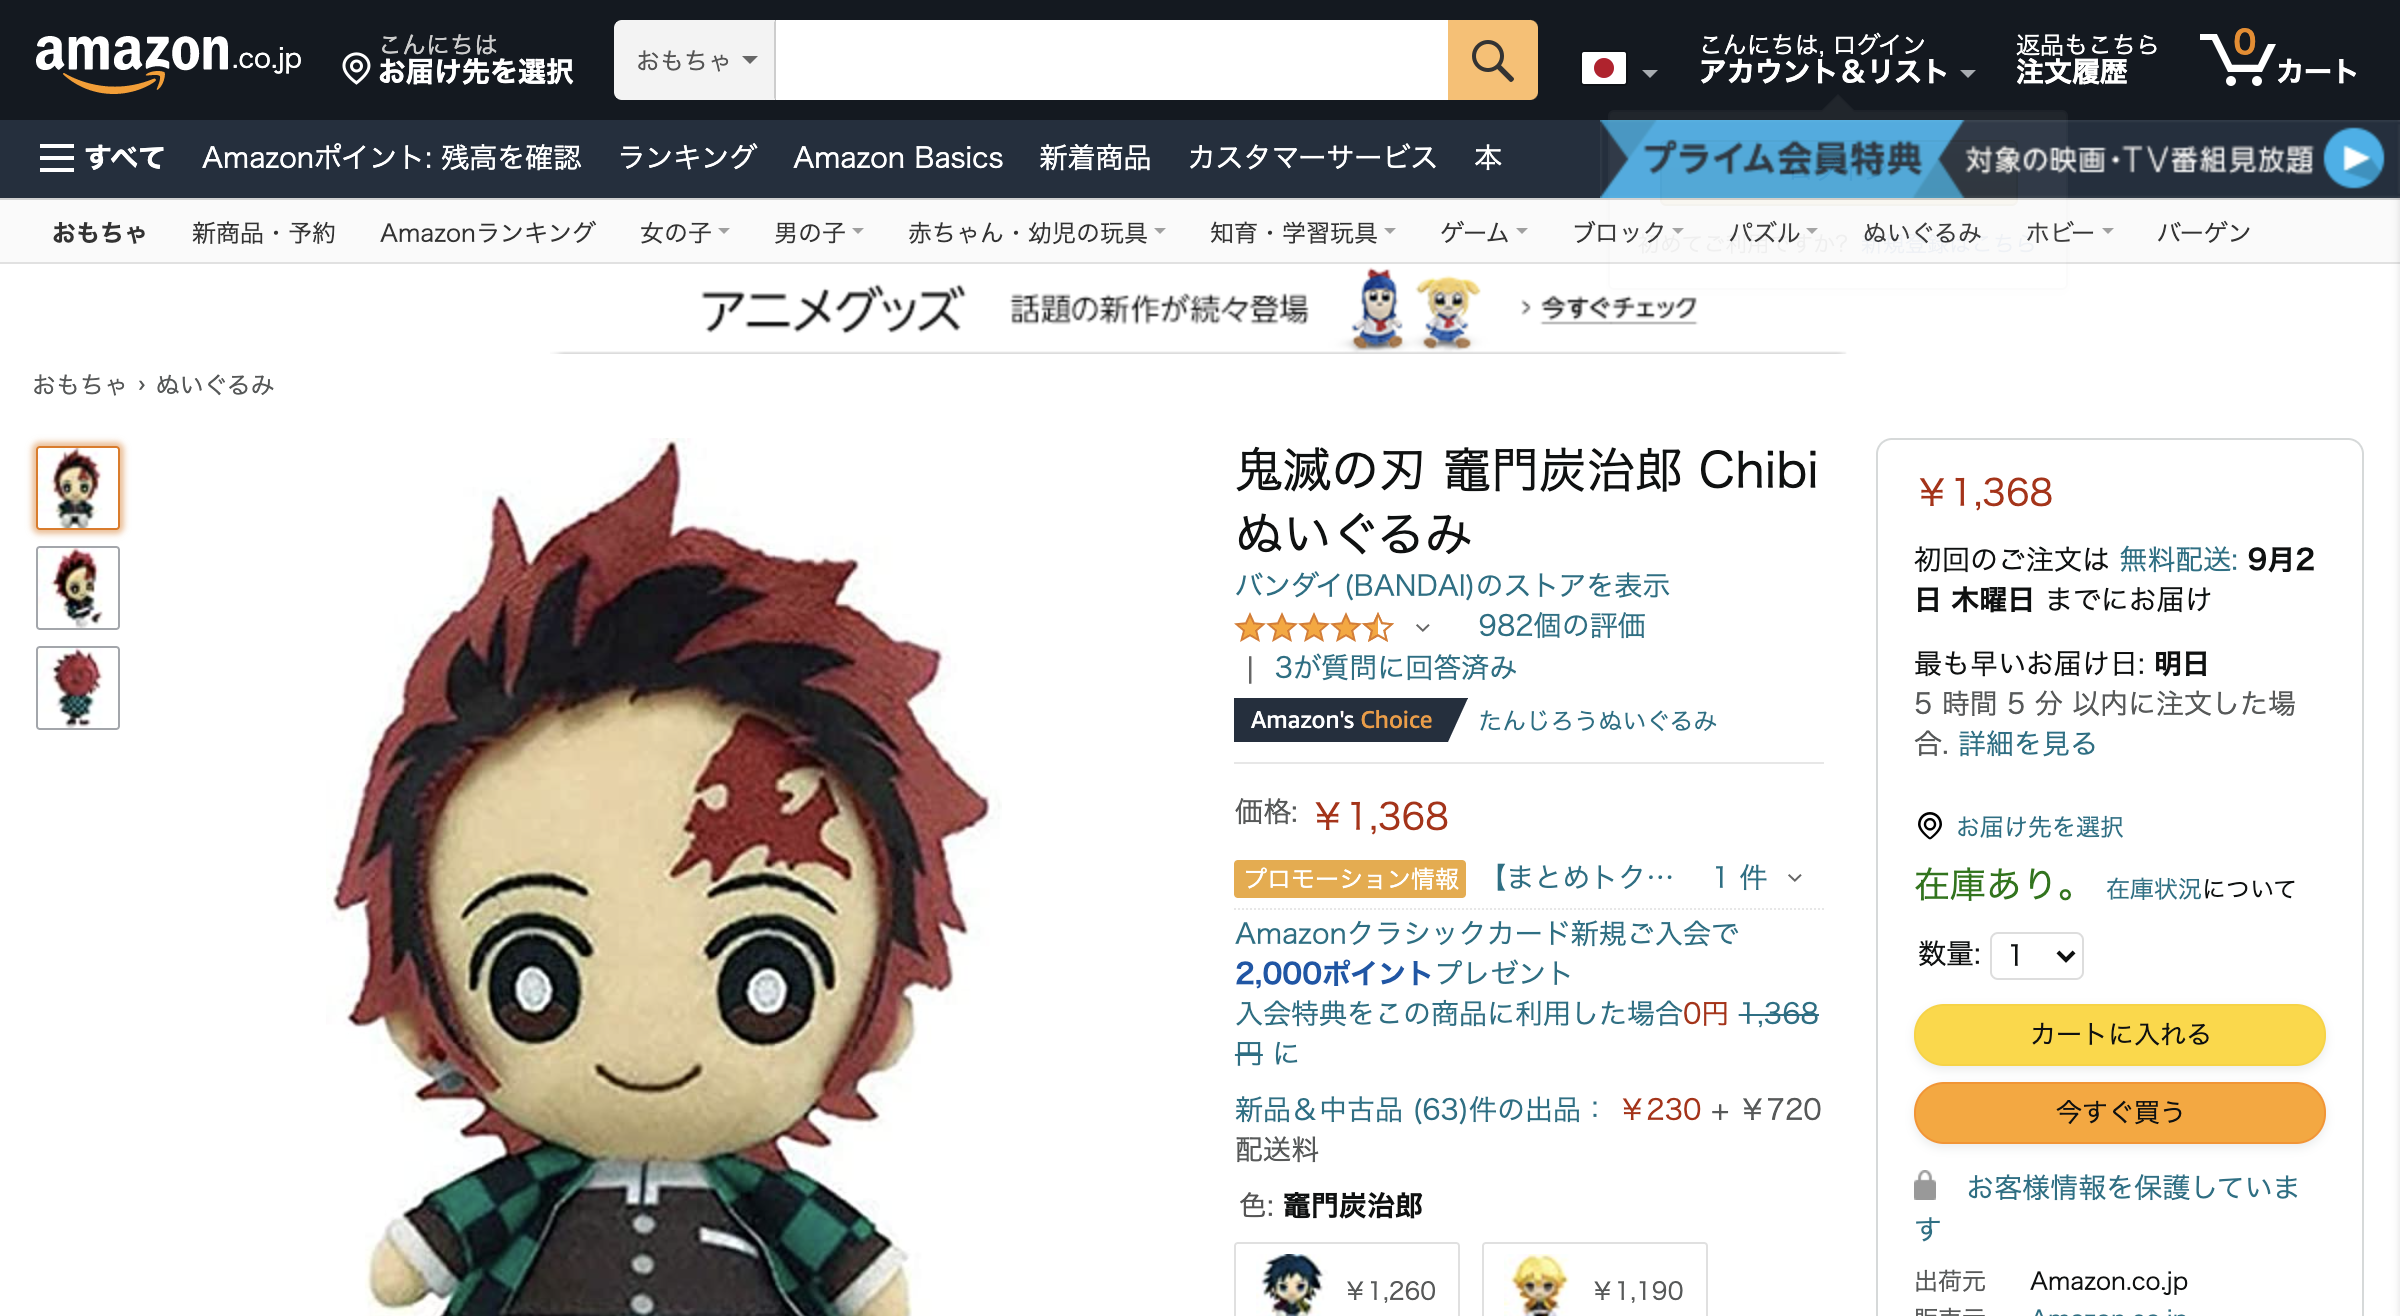 amazon.co.jp
こんにちは
お届け先を選択
おもちゃ
こんにちは, ログイン
アカウント＆リスト
返品もこちら
注文履歴
0
カート
すべて
Amazonポイント: 残高を確認
ランキング
Amazon Basics
新着商品
カスタマーサービス
本
プライム会員特典
対象の映画・TV番組見放題
おもちゃ
新商品・予約
Amazonランキング
女の子
男の子
赤ちゃん・幼児の玩具
知育・学習玩具
ゲーム
ブロック
パズル
ぬいぐるみ
ホビー
バーゲン
初めてご利用ですか? 新規登録はこちら
アニメグッズ
話題の新作が続々登場
› 今すぐチェック
おもちゃ › ぬいぐるみ
鬼滅の刃 竈門炭治郎 Chibi
ぬいぐるみ
バンダイ(BANDAI)のストアを表示
982個の評価
| 3が質問に回答済み
Amazon's Choice
たんじろうぬいぐるみ
価格: ￥1,368
プロモーション情報
【まとめトク… 1 件
Amazonクラシックカード新規ご入会で
2,000ポイントプレゼント
入会特典をこの商品に利用した場合0円 1,368
円 に
新品＆中古品 (63)件の出品： ￥230 + ￥720
配送料
色: 竈門炭治郎
￥1,260
￥1,190
￥1,368
初回のご注文は 無料配送: 9月2
日 木曜日 までにお届け
最も早いお届け日: 明日
5 時間 5 分 以内に注文した場
合. 詳細を見る
お届け先を選択
在庫あり。 在庫状況について
数量: 1
カートに入れる
今すぐ買う
お客様情報を保護していま
す
出荷元 Amazon.co.jp
販売元 Amazon.co.jp